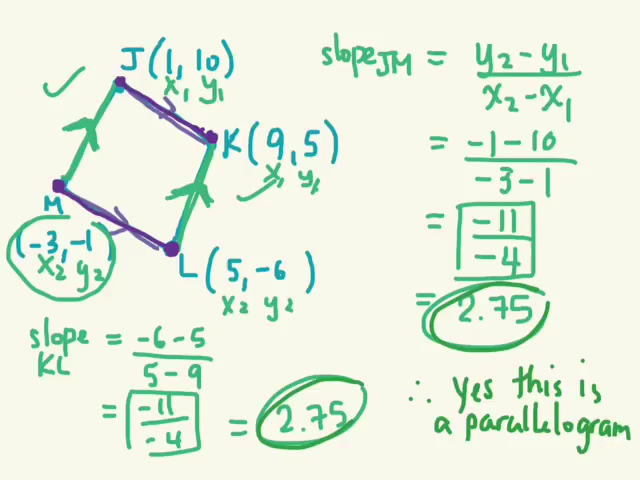 J(1, 10)
x₁ y₁
K(9, 5)
x₁ y₁
M
(-3, -1)
x₂ y₂
L(5, -6)
x₂ y₂
slope KL = -6 - 5 / 5 - 9
= -11 / -4 = 2.75
slope JM = y₂ - y₁ / x₂ - x₁
= -1 - 10 / -3 - 1
= -11 / -4
= 2.75
∴ yes this is
a parallelogram